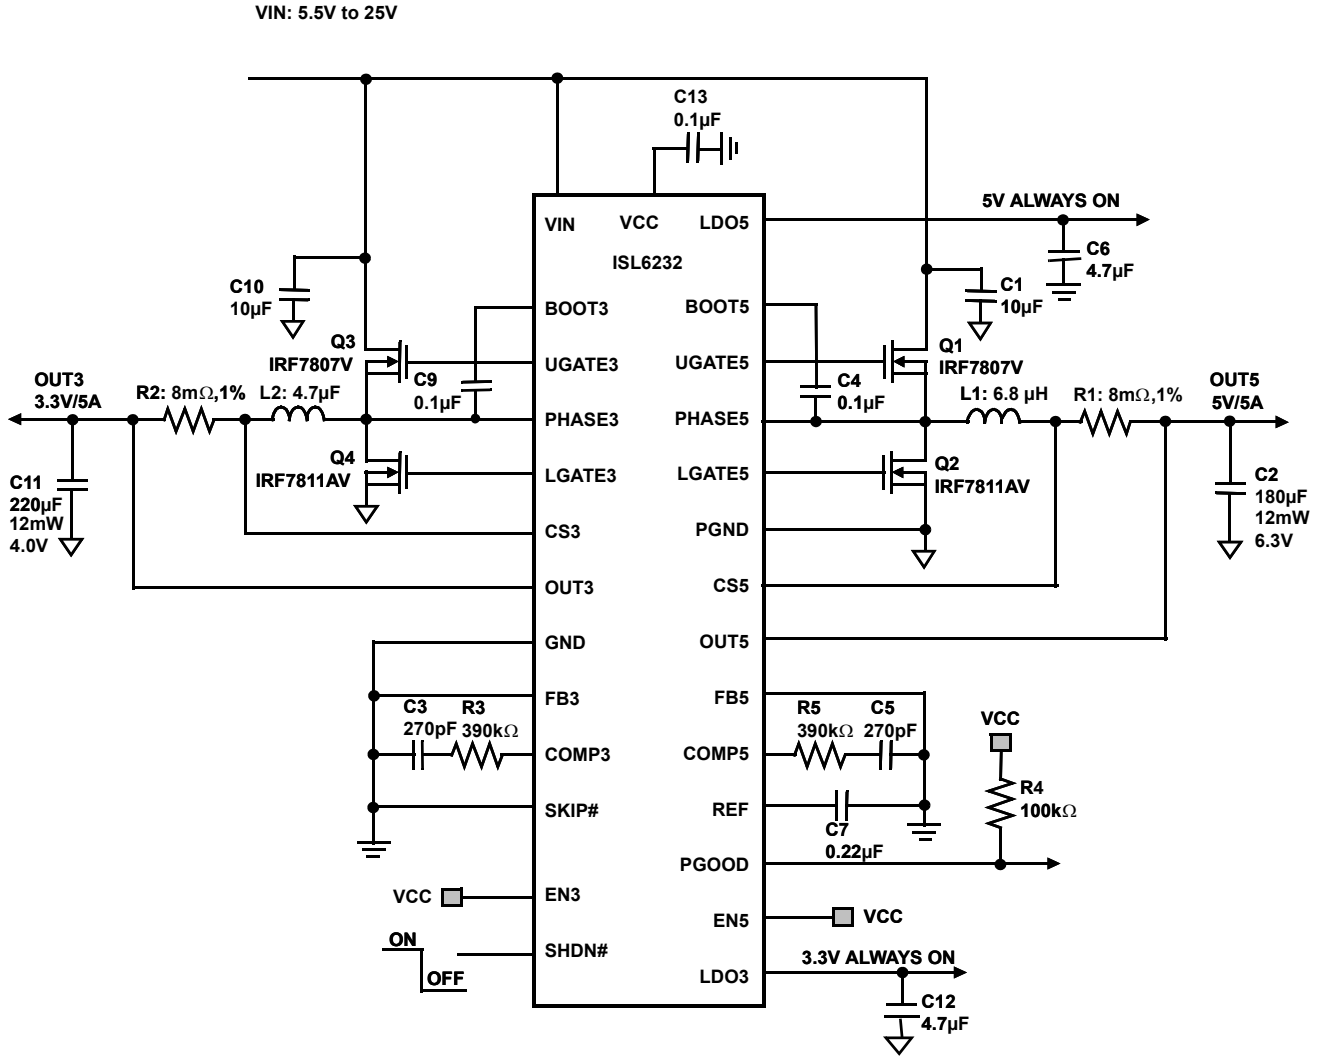 VIN: 5.5V to 25V
C13
0.1µF
5V ALWAYS ON
VIN
VCC
LDO5
ISL6232
C6
4.7µF
C10
10µF
BOOT3
BOOT5
C1
10µF
Q3
IRF7807V
UGATE3
UGATE5
Q1
IRF7807V
C9
0.1µF
C4
0.1µF
OUT3
3.3V/5A
R2: 8mΩ,1%
L2: 4.7µF
PHASE3
PHASE5
L1: 6.8 µH
R1: 8mΩ,1%
OUT5
5V/5A
Q4
IRF7811AV
LGATE3
LGATE5
Q2
IRF7811AV
C11
220µF
12mW
4.0V
C2
180µF
12mW
6.3V
CS3
PGND
OUT3
CS5
GND
OUT5
FB3
FB5
C3
270pF
R3
390kΩ
COMP3
COMP5
R5
390kΩ
C5
270pF
VCC
R4
100kΩ
SKIP#
REF
C7
0.22µF
PGOOD
VCC
EN3
EN5
VCC
ON
OFF
SHDN#
3.3V ALWAYS ON
LDO3
C12
4.7µF